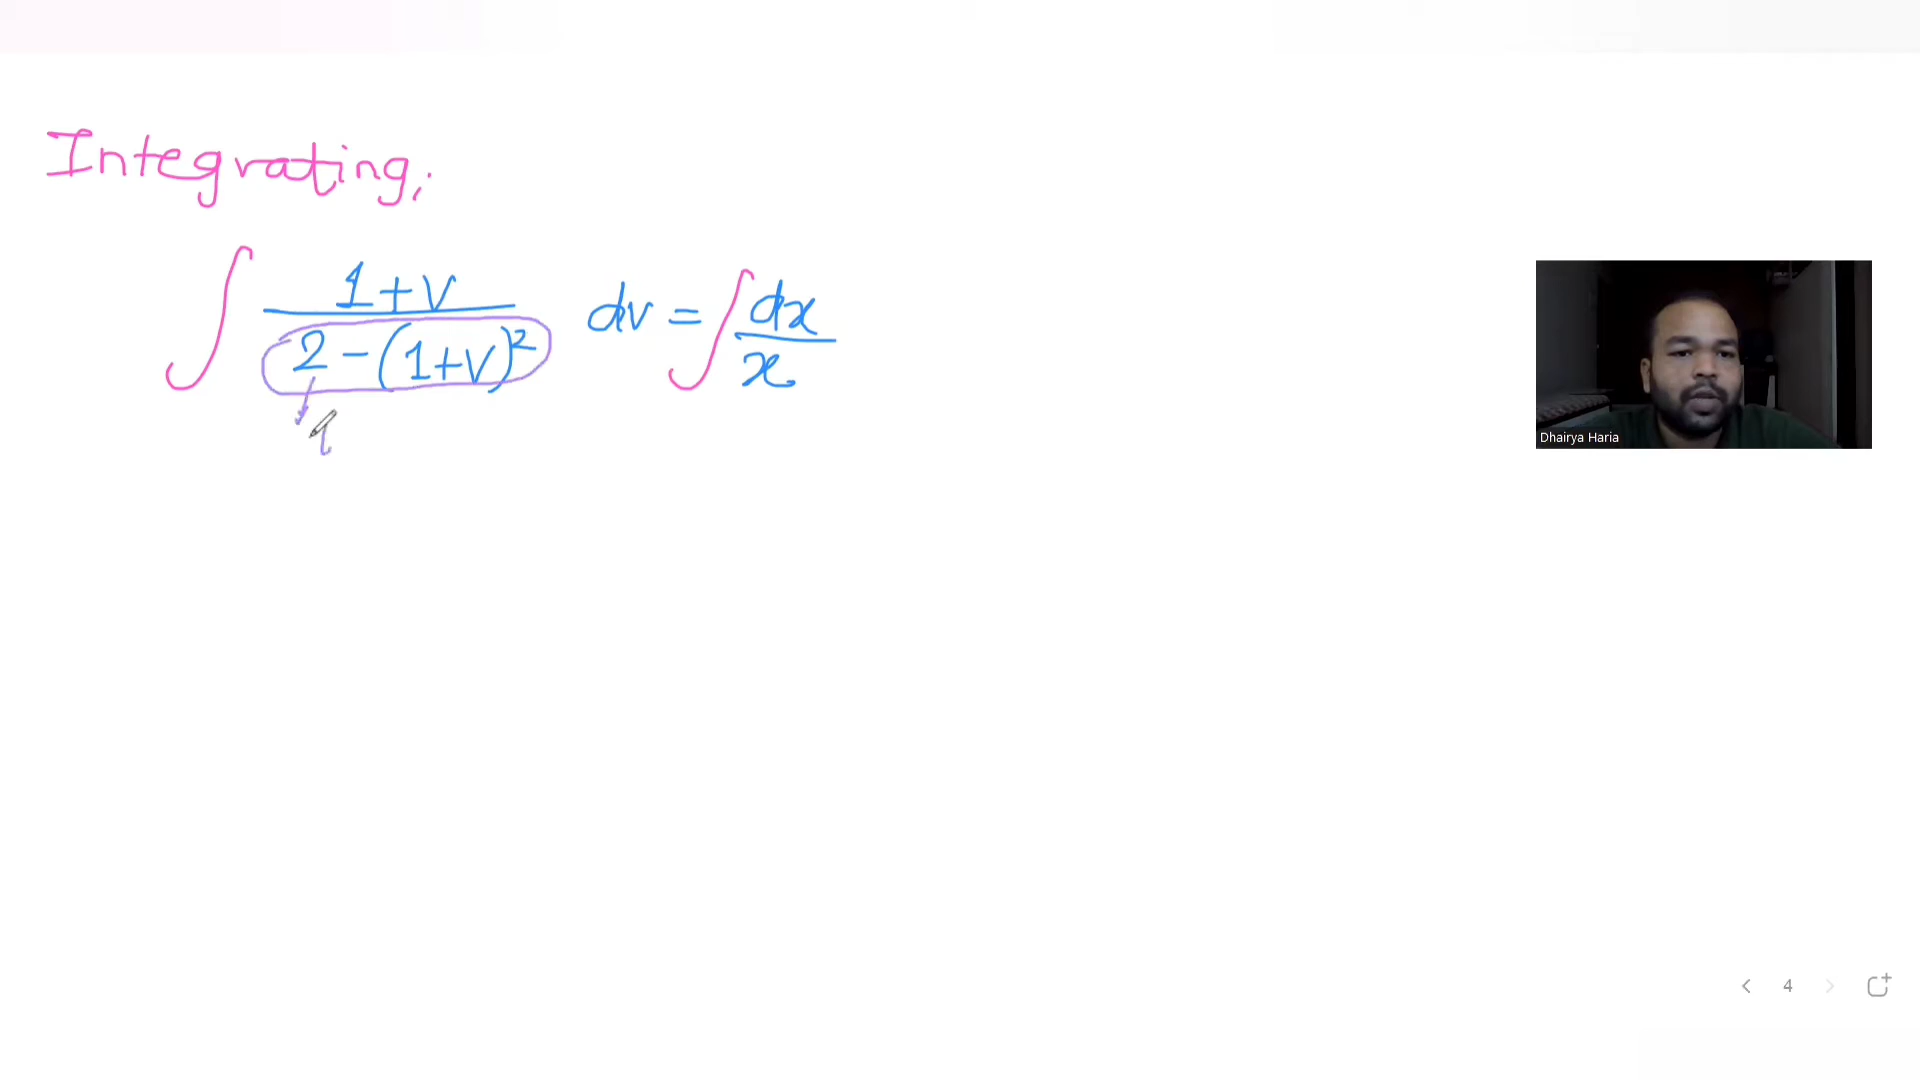 Integrating,
∫ (1+v)/(2-(1+v)²) dv = ∫ dx/x
Dhairya Haria
4